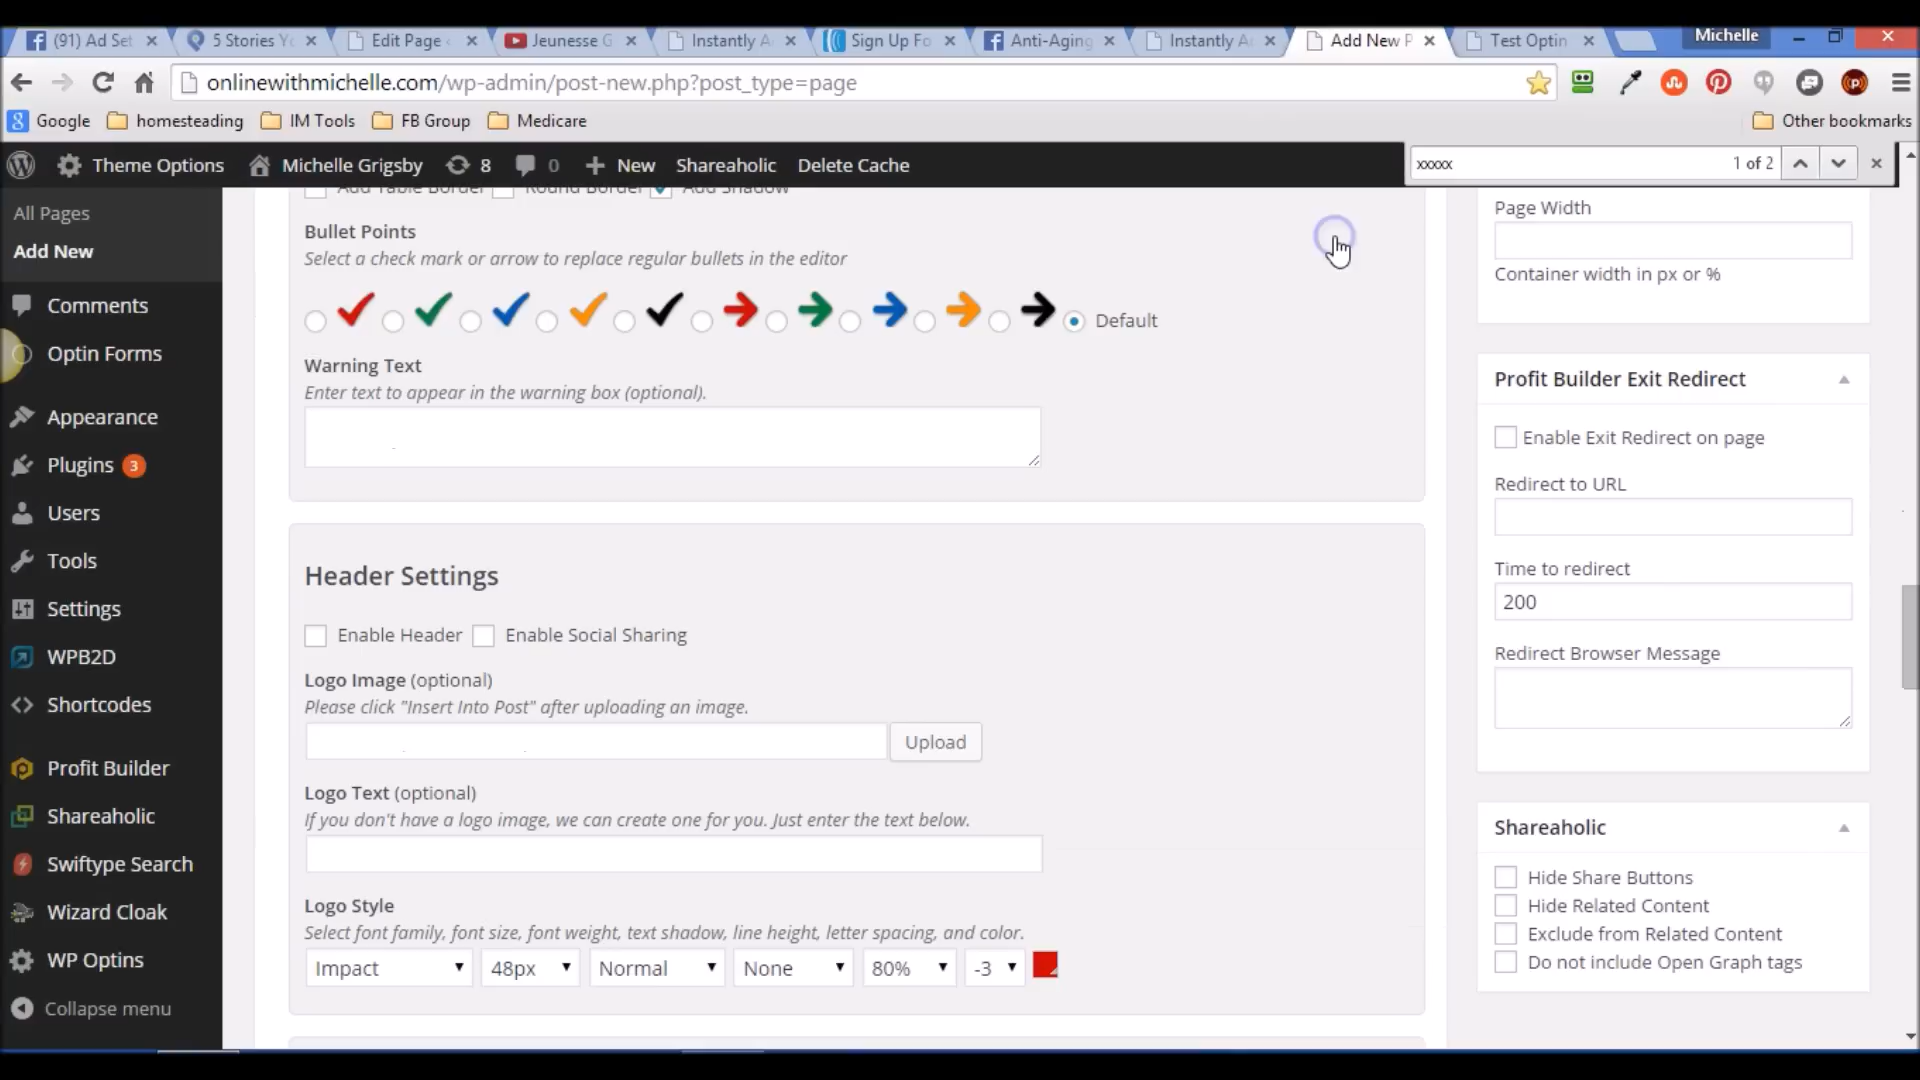 (91) Ad Set
5 Stories Yo
Edit Page
Jeunesse G
Instantly A
Sign Up Fo
Anti-Aging
Instantly A
Add New P
Test Optin
Michelle
onlinewithmichelle.com/wp-admin/post-new.php?post_type=page
Google
homesteading
IM Tools
FB Group
Medicare
Other bookmarks
Theme Options
Michelle Grigsby
8
0
New
Shareaholic
Delete Cache
xxxxx
1 of 2
All Pages
Add New
Comments
Optin Forms
Appearance
Plugins 3
Users
Tools
Settings
WPB2D
Shortcodes
Profit Builder
Shareaholic
Swiftype Search
Wizard Cloak
WP Optins
Collapse menu
Add Table Border Round Border Add Shadow
Bullet Points
Select a check mark or arrow to replace regular bullets in the editor
Default
Warning Text
Enter text to appear in the warning box (optional).
Header Settings
Enable Header Enable Social Sharing
Logo Image (optional)
Please click "Insert Into Post" after uploading an image.
Upload
Logo Text (optional)
If you don't have a logo image, we can create one for you. Just enter the text below.
Logo Style
Select font family, font size, font weight, text shadow, line height, letter spacing, and color.
Impact 48px Normal None 80% -3
Page Width
Container width in px or %
Profit Builder Exit Redirect
Enable Exit Redirect on page
Redirect to URL
Time to redirect
200
Redirect Browser Message
Shareaholic
Hide Share Buttons
Hide Related Content
Exclude from Related Content
Do not include Open Graph tags